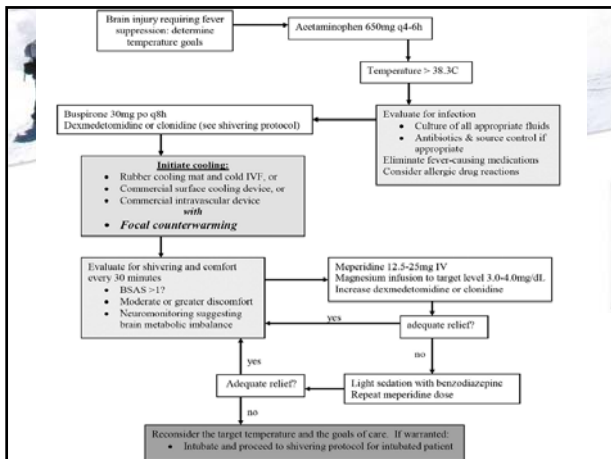 Brain injury requiring fever
suppression: determine
temperature goals
Acetaminophen 650mg q4-6h
Temperature > 38.3C
Evaluate for infection
• Culture of all appropriate fluids
• Antibiotics & source control if
appropriate
Eliminate fever-causing medications
Consider allergic drug reactions
Buspirone 30mg po q8h
Dexmedetomidine or clonidine (see shivering protocol)
Initiate cooling:
• Rubber cooling mat and cold IVF, or
• Commercial surface cooling device, or
• Commercial intravascular device
with
• Focal counterwarming
Evaluate for shivering and comfort
every 30 minutes
• BSAS >1?
• Moderate or greater discomfort
• Neuromonitoring suggesting
brain metabolic imbalance
Meperidine 12.5-25mg IV
Magnesium infusion to target level 3.0-4.0mg/dL
Increase dexmedetomidine or clonidine
yes
adequate relief?
no
Light sedation with benzodiazepine
Repeat meperidine dose
Adequate relief?
yes
no
Reconsider the target temperature and the goals of care. If warranted:
• Intubate and proceed to shivering protocol for intubated patient